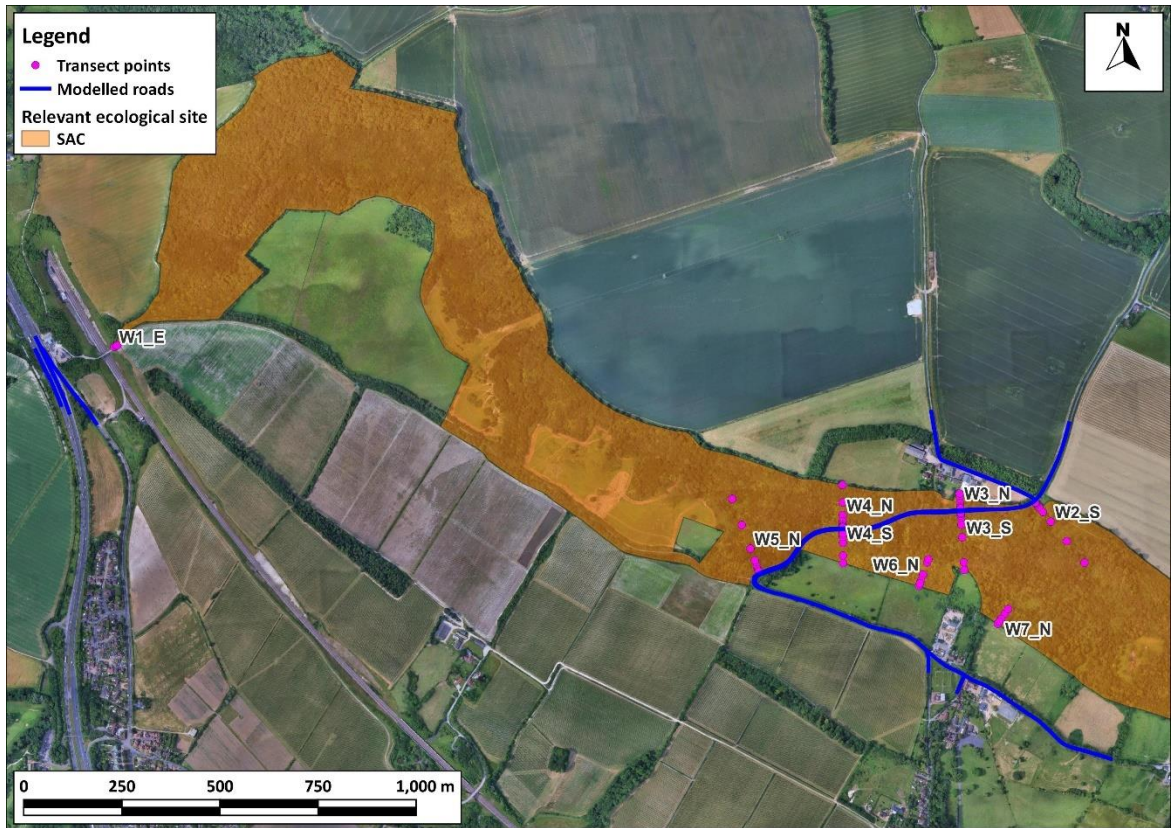 Legend
Transect points
Modelled roads
Relevant ecological site
SAC
N
W1_E
W3_N
W4_N
W2_S
W3_S
W4_S
W5_N
W6_N
W7_N
0 250 500 750 1,000 m